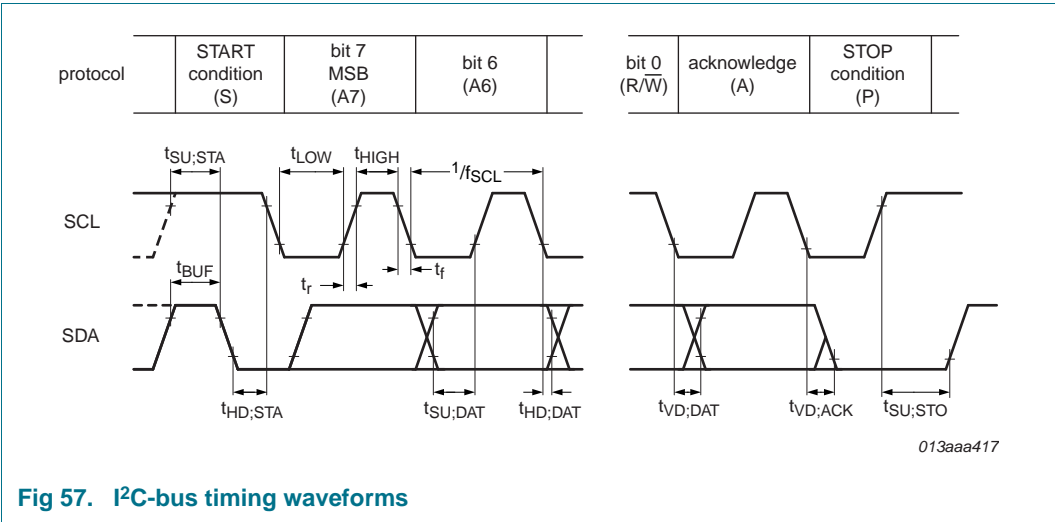 protocol
START
condition
(S)
bit 7
MSB
(A7)
bit 6
(A6)
bit 0
(R/W̅)
acknowledge
(A)
STOP
condition
(P)
tSU;STA
tLOW
tHIGH
1/fSCL
SCL
tBUF
tr
tf
SDA
tHD;STA
tSU;DAT
tHD;DAT
tVD;DAT
tVD;ACK
tSU;STO
013aaa417
Fig 57. I²C-bus timing waveforms